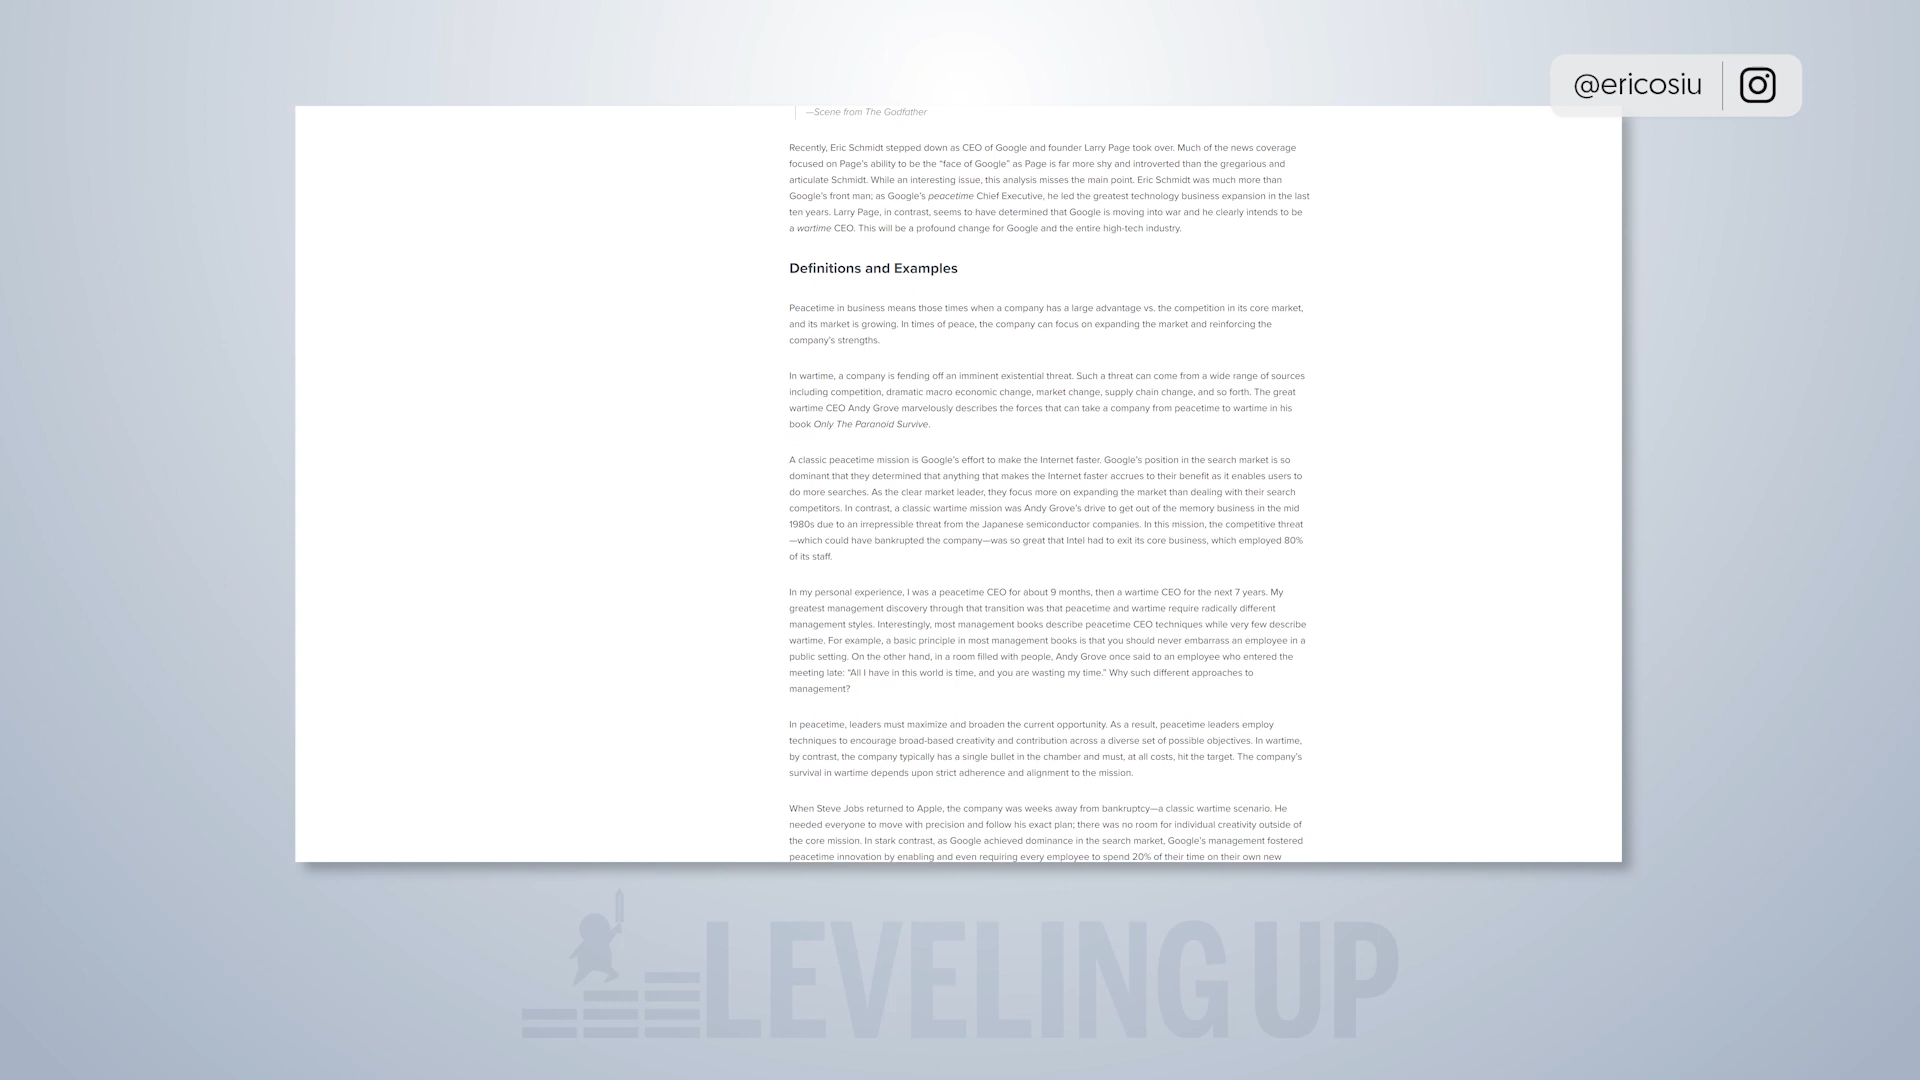 @ericosiu
—Scene from The Godfather
Recently, Eric Schmidt stepped down as CEO of Google and founder Larry Page took over. Much of the news coverage
focused on Page's ability to be the “face of Google” as Page is far more shy and introverted than the gregarious and
articulate Schmidt. While an interesting issue, this analysis misses the main point. Eric Schmidt was much more than
Google's front man; as Google's peacetime Chief Executive, he led the greatest technology business expansion in the last
ten years. Larry Page, in contrast, seems to have determined that Google is moving into war and he clearly intends to be
a wartime CEO. This will be a profound change for Google and the entire high-tech industry.
Definitions and Examples
Peacetime in business means those times when a company has a large advantage vs. the competition in its core market,
and its market is growing. In times of peace, the company can focus on expanding the market and reinforcing the
company's strengths.
In wartime, a company is fending off an imminent existential threat. Such a threat can come from a wide range of sources
including competition, dramatic macro economic change, market change, supply chain change, and so forth. The great
wartime CEO Andy Grove marvelously describes the forces that can take a company from peacetime to wartime in his
book Only The Paranoid Survive.
A classic peacetime mission is Google's effort to make the Internet faster. Google's position in the search market is so
dominant that they determined that anything that makes the Internet faster accrues to their benefit as it enables users to
do more searches. As the clear market leader, they focus more on expanding the market than dealing with their search
competitors. In contrast, a classic wartime mission was Andy Grove's drive to get out of the memory business in the mid
1980s due to an irrepressible threat from the Japanese semiconductor companies. In this mission, the competitive threat
—which could have bankrupted the company—was so great that Intel had to exit its core business, which employed 80%
of its staff.
In my personal experience, I was a peacetime CEO for about 9 months, then a wartime CEO for the next 7 years. My
greatest management discovery through that transition was that peacetime and wartime require radically different
management styles. Interestingly, most management books describe peacetime CEO techniques while very few describe
wartime. For example, a basic principle in most management books is that you should never embarrass an employee in a
public setting. On the other hand, in a room filled with people, Andy Grove once said to an employee who entered the
meeting late: “All I have in this world is time, and you are wasting my time.” Why such different approaches to
management?
In peacetime, leaders must maximize and broaden the current opportunity. As a result, peacetime leaders employ
techniques to encourage broad-based creativity and contribution across a diverse set of possible objectives. In wartime,
by contrast, the company typically has a single bullet in the chamber and must, at all costs, hit the target. The company's
survival in wartime depends upon strict adherence and alignment to the mission.
When Steve Jobs returned to Apple, the company was weeks away from bankruptcy—a classic wartime scenario. He
needed everyone to move with precision and follow his exact plan; there was no room for individual creativity outside of
the core mission. In stark contrast, as Google achieved dominance in the search market, Google's management fostered
peacetime innovation by enabling and even requiring every employee to spend 20% of their time on their own new
LEVELING UP